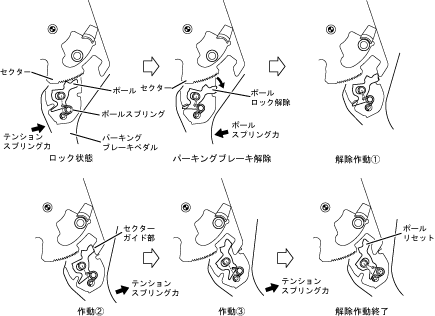 セクター
ポール
ポールスプリング
テンション
スプリング力
パーキング
ブレーキペダル
ロック状態
セクター
ポール
ロック解除
ポール
スプリング力
パーキングブレーキ解除
解除作動①
セクター
ガイド部
テンション
スプリング力
作動②
作動③
テンション
スプリング力
ポール
リセット
解除作動終了